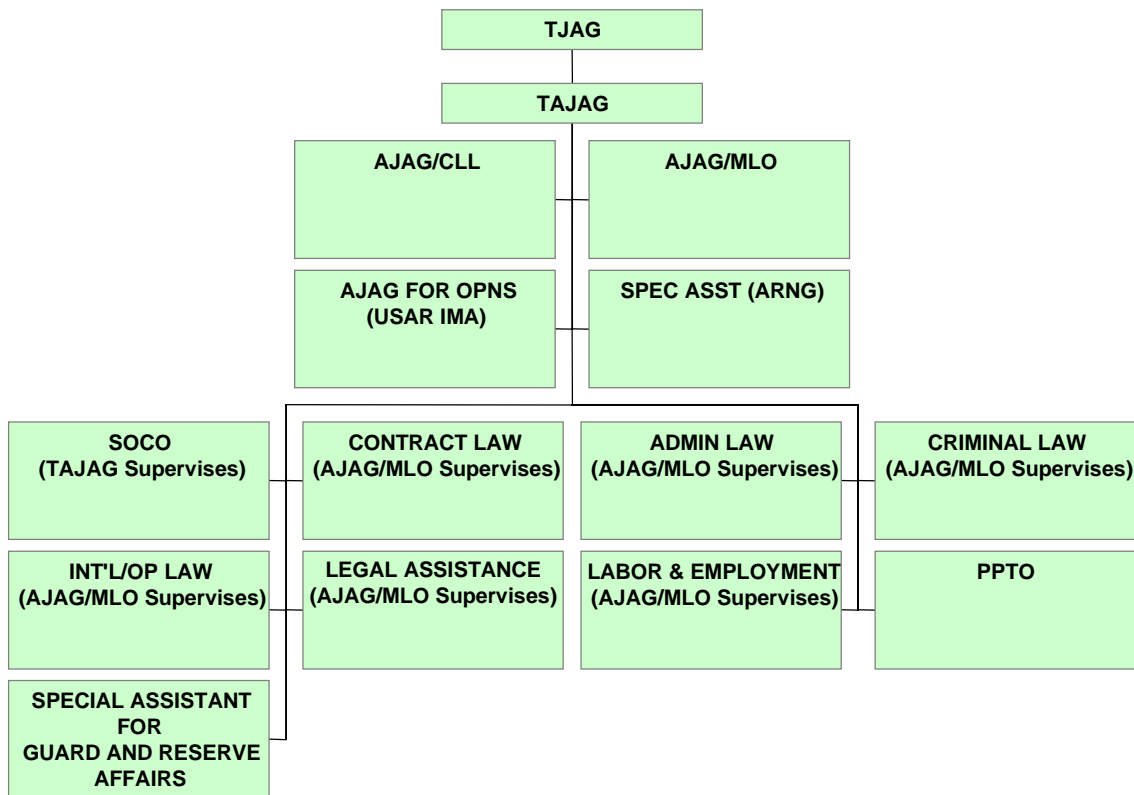 TJAG
TAJAG
AJAG/CLL
AJAG/MLO
AJAG FOR OPNS
(USAR IMA)
SPEC ASST (ARNG)
SOCO
(TAJAG Supervises)
CONTRACT LAW
(AJAG/MLO Supervises)
ADMIN LAW
(AJAG/MLO Supervises)
CRIMINAL LAW
(AJAG/MLO Supervises)
INT'L/OP LAW
(AJAG/MLO Supervises)
LEGAL ASSISTANCE
(AJAG/MLO Supervises)
LABOR & EMPLOYMENT
(AJAG/MLO Supervises)
PPTO
SPECIAL ASSISTANT
FOR
GUARD AND RESERVE
AFFAIRS